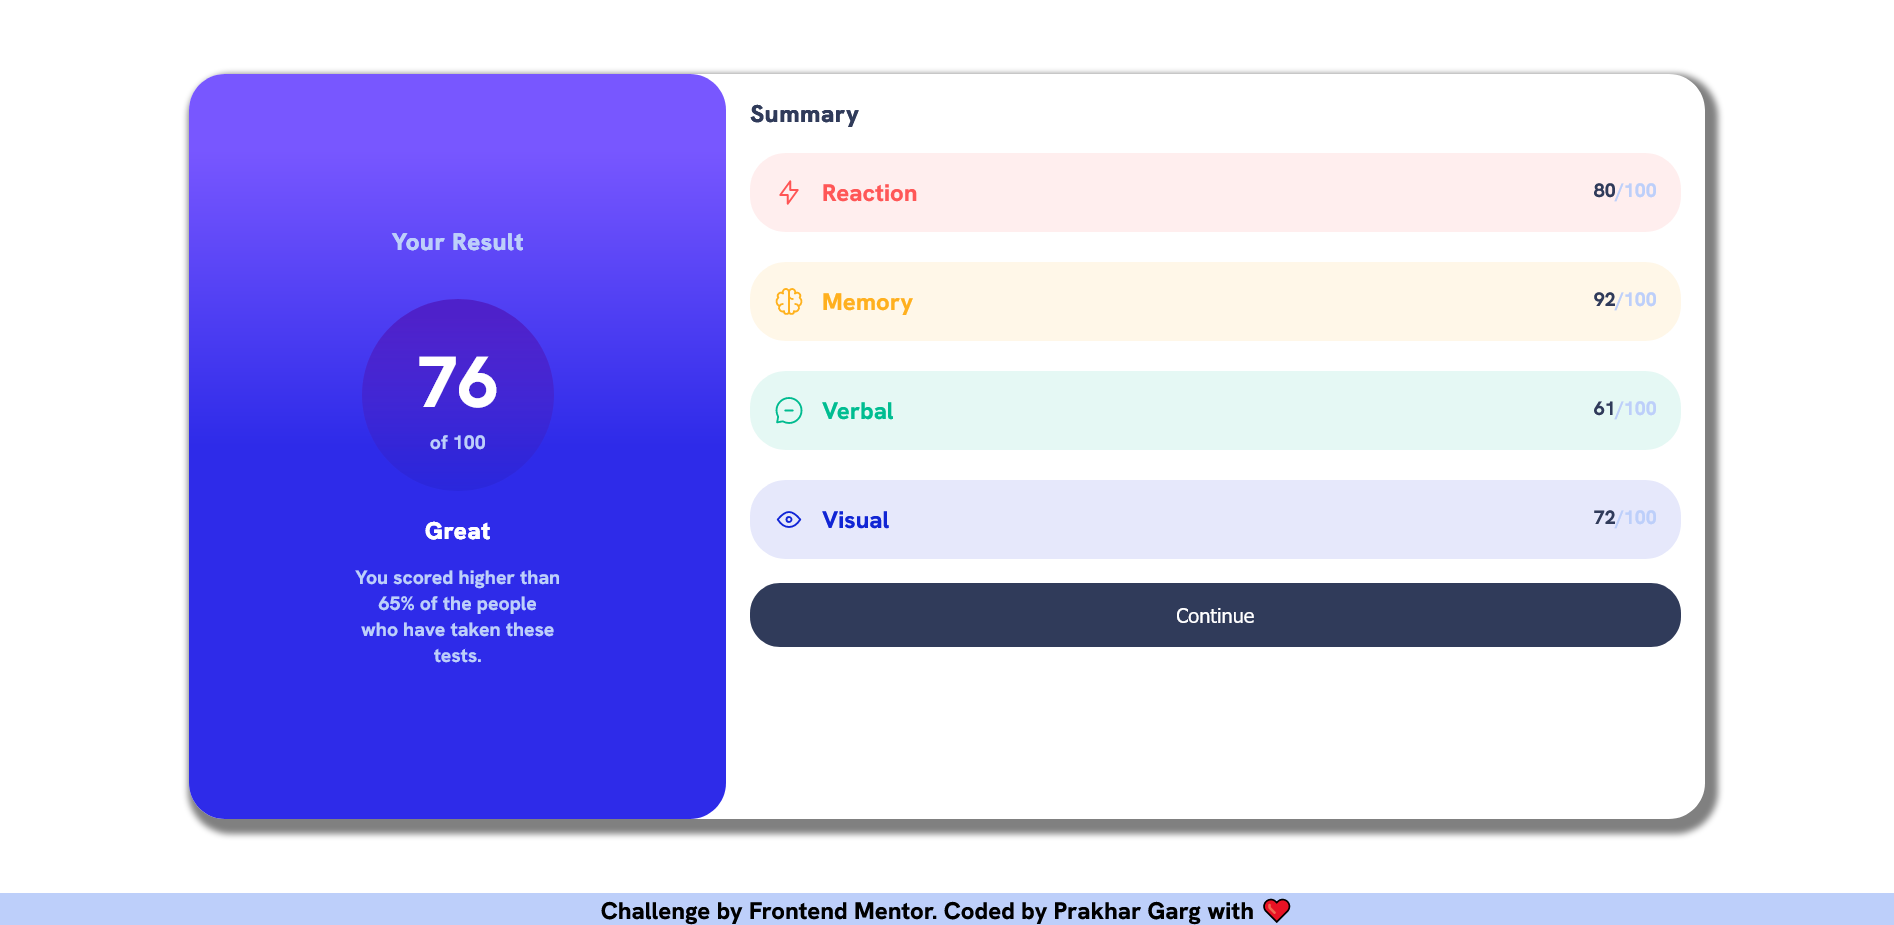 Your Result
76
of 100
Great
You scored higher than
65% of the people
who have taken these
tests.
Summary
Reaction 80/100
Memory 92/100
Verbal 61/100
Visual 72/100
Continue
Challenge by Frontend Mentor. Coded by Prakhar Garg with ❤️